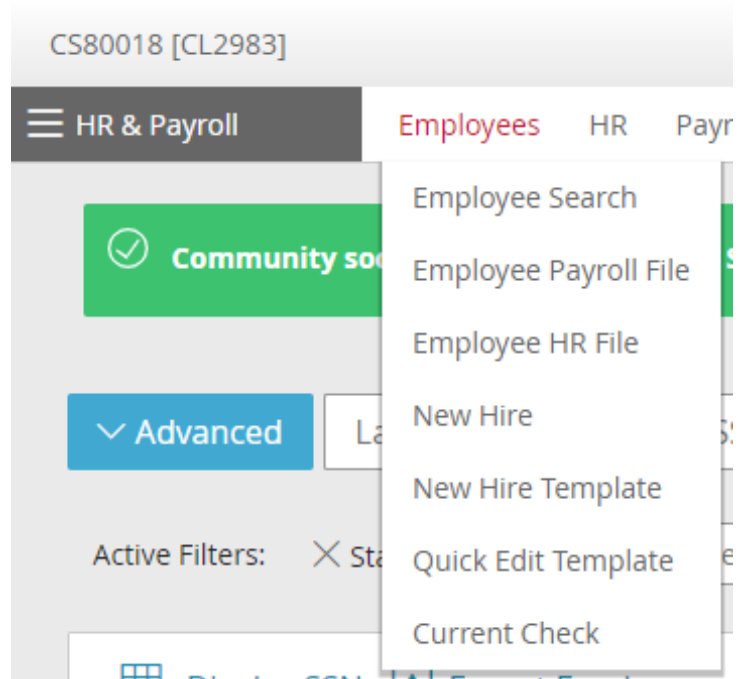 CS80018 [CL2983]
HR & Payroll
Employees HR
Employee Search
Employee Payroll File
Employee HR File
New Hire
New Hire Template
Quick Edit Template
Current Check
Community
Advanced
Active Filters: